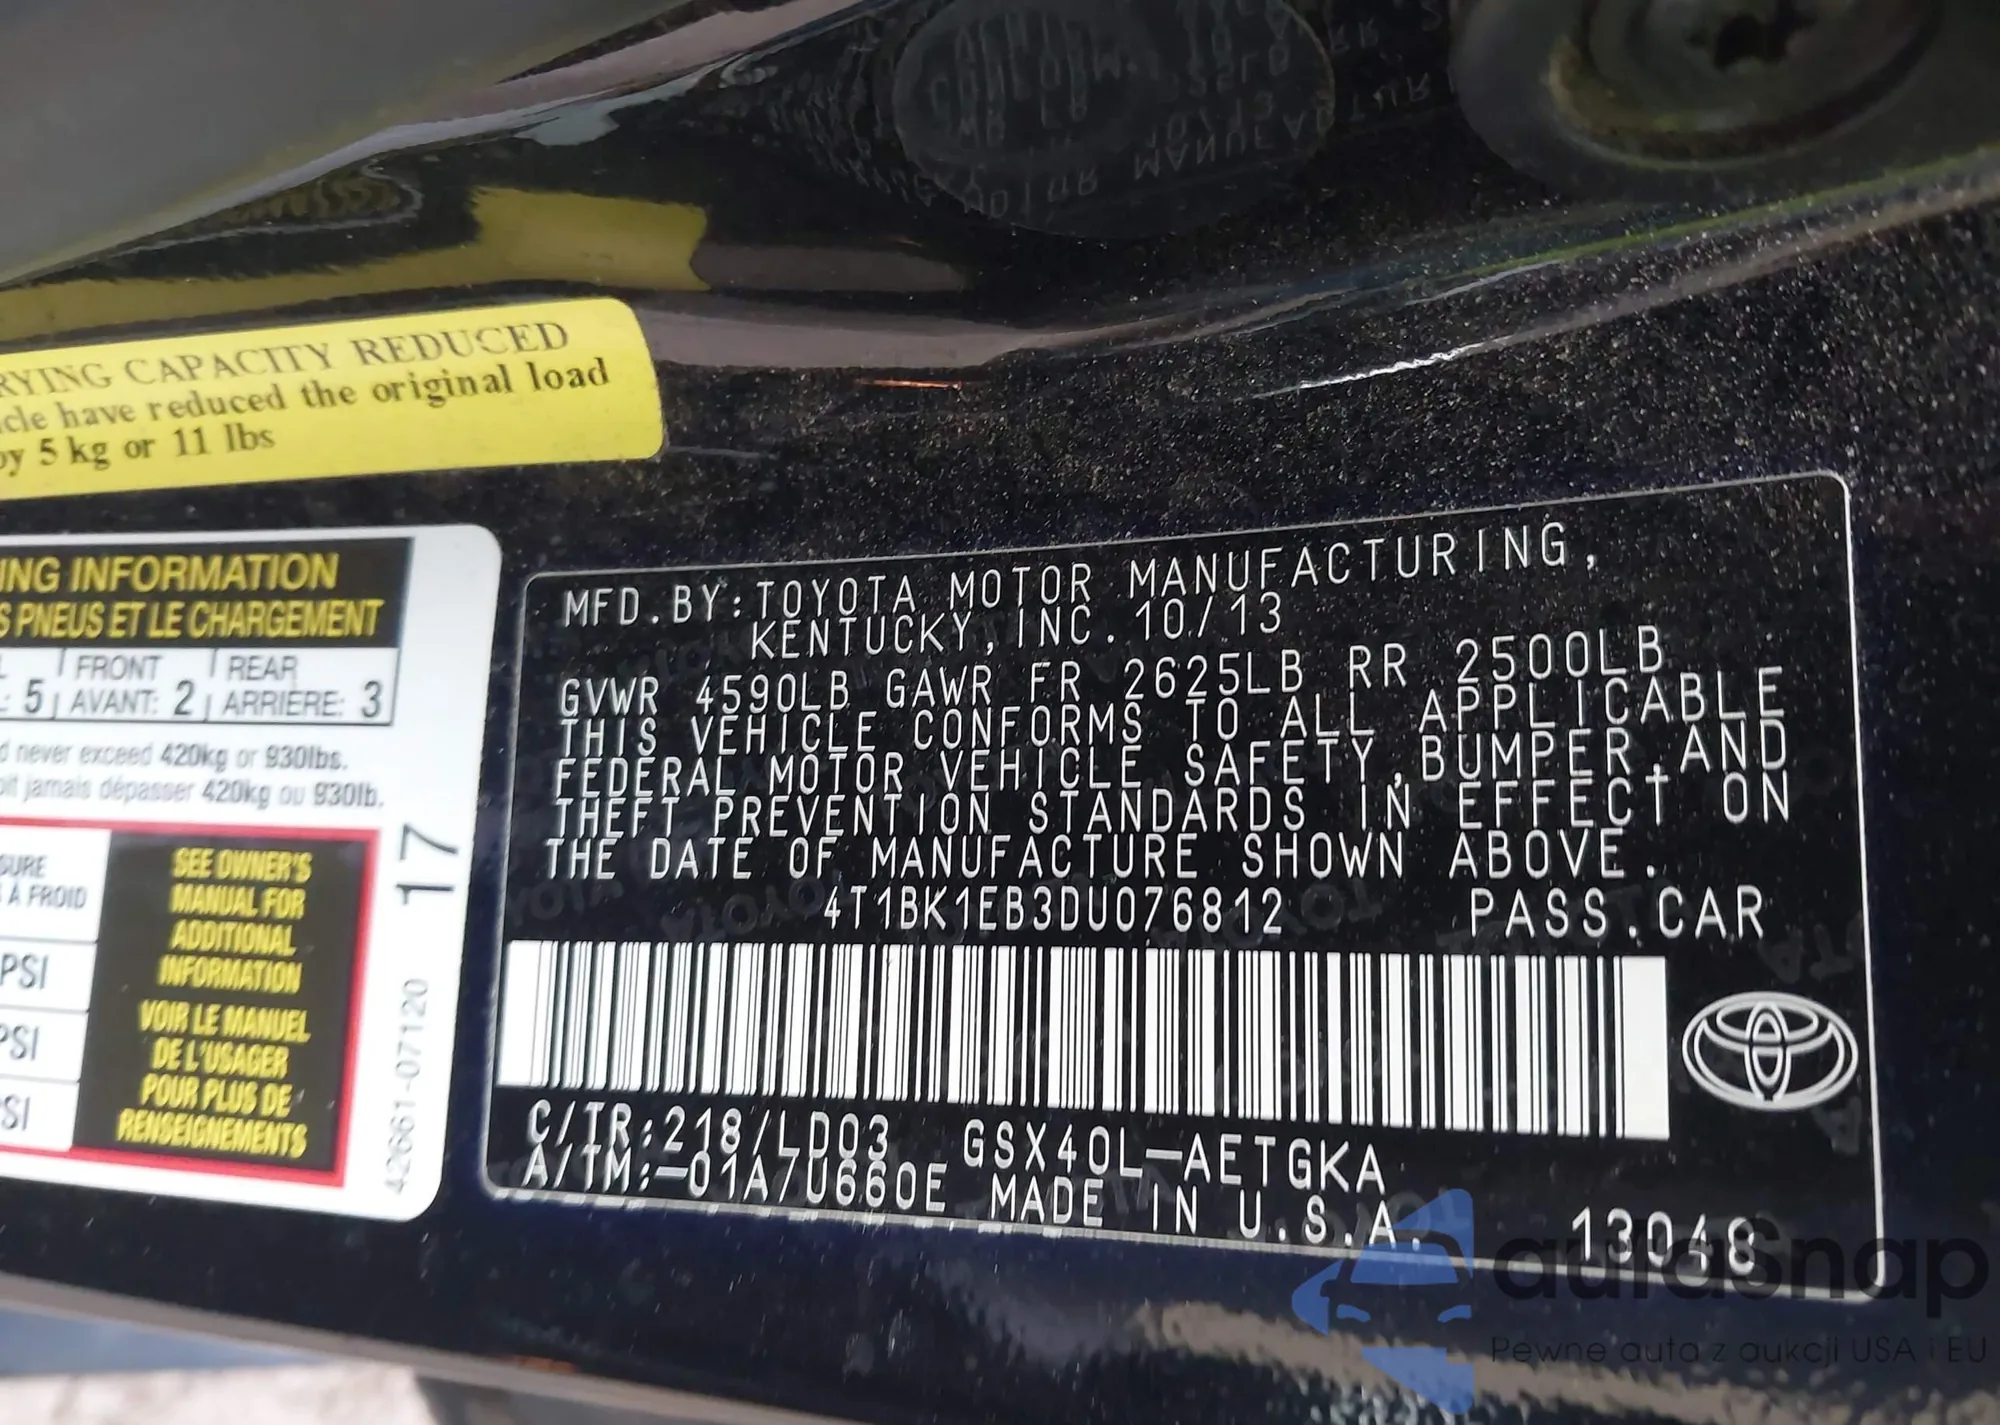 RYING CAPACITY REDUCED
cle have reduced the original load
by 5 kg or 11 lbs
ING INFORMATION
S PNEUS ET LE CHARGEMENT
FRONT REAR
: 5 AVANT: 2 ARRIÈRE: 3
d never exceed 420kg or 930lbs.
oit jamais dépasser 420kg ou 930lb.
SURE
À FROID
PSI
PSI
SI
SEE OWNER'S
MANUAL FOR
ADDITIONAL
INFORMATION
VOIR LE MANUEL
DE L'USAGER
POUR PLUS DE
RENSEIGNEMENTS
17
42661-07120
MFD.BY:TOYOTA MOTOR MANUFACTURING,
KENTUCKY,INC.10/13
GVWR 4590LB GAWR FR 2625LB RR 2500LB
THIS VEHICLE CONFORMS TO ALL APPLICABLE
FEDERAL MOTOR VEHICLE SAFETY,BUMPER,AND
THEFT PREVENTION STANDARDS IN EFFECT ON
THE DATE OF MANUFACTURE SHOWN ABOVE.
4T1BK1EB3DU076812 PASS.CAR
C/TR:218/LD03 GSX40L-AETGKA
A/TM:-01A/U660E MADE IN U.S.A.
13048
aurasnap
Pewne auta z aukcji USA i EU